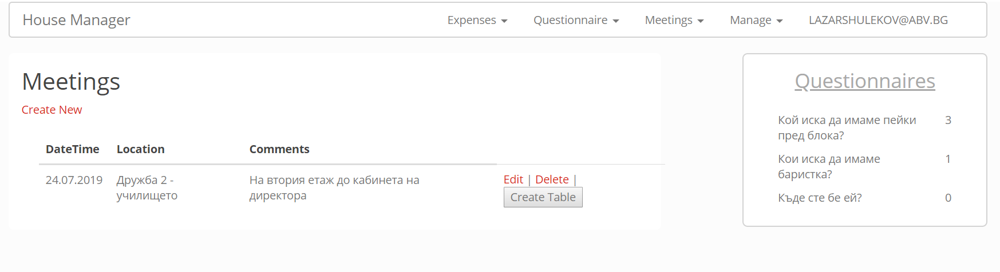 House Manager
Expenses
Questionnaire
Meetings
Manage
LAZARSHULEKOV@ABV.BG
Meetings
Create New
DateTime Location Comments
24.07.2019
Дружба 2 -
училището
На втория етаж до кабинета на
директора
Edit | Delete |
Create Table
Questionnaires
Кой иска да имаме пейки
пред блока?
3
Кои иска да имаме
баристка?
1
Къде сте бе ей?
0